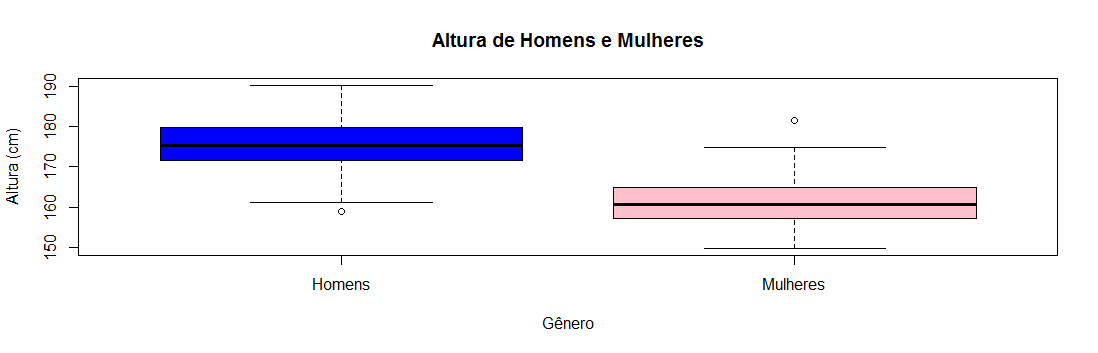 Altura de Homens e Mulheres
Altura (cm)
190
180
170
160
150
Homens
Mulheres
Gênero